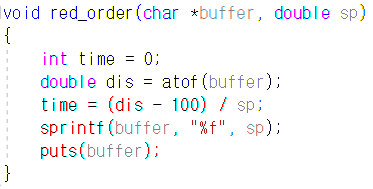 void red_order(char *buffer, double sp)
{
int time = 0;
double dis = atof(buffer);
time = (dis - 100) / sp;
sprintf(buffer, "%f", sp);
puts(buffer);
}